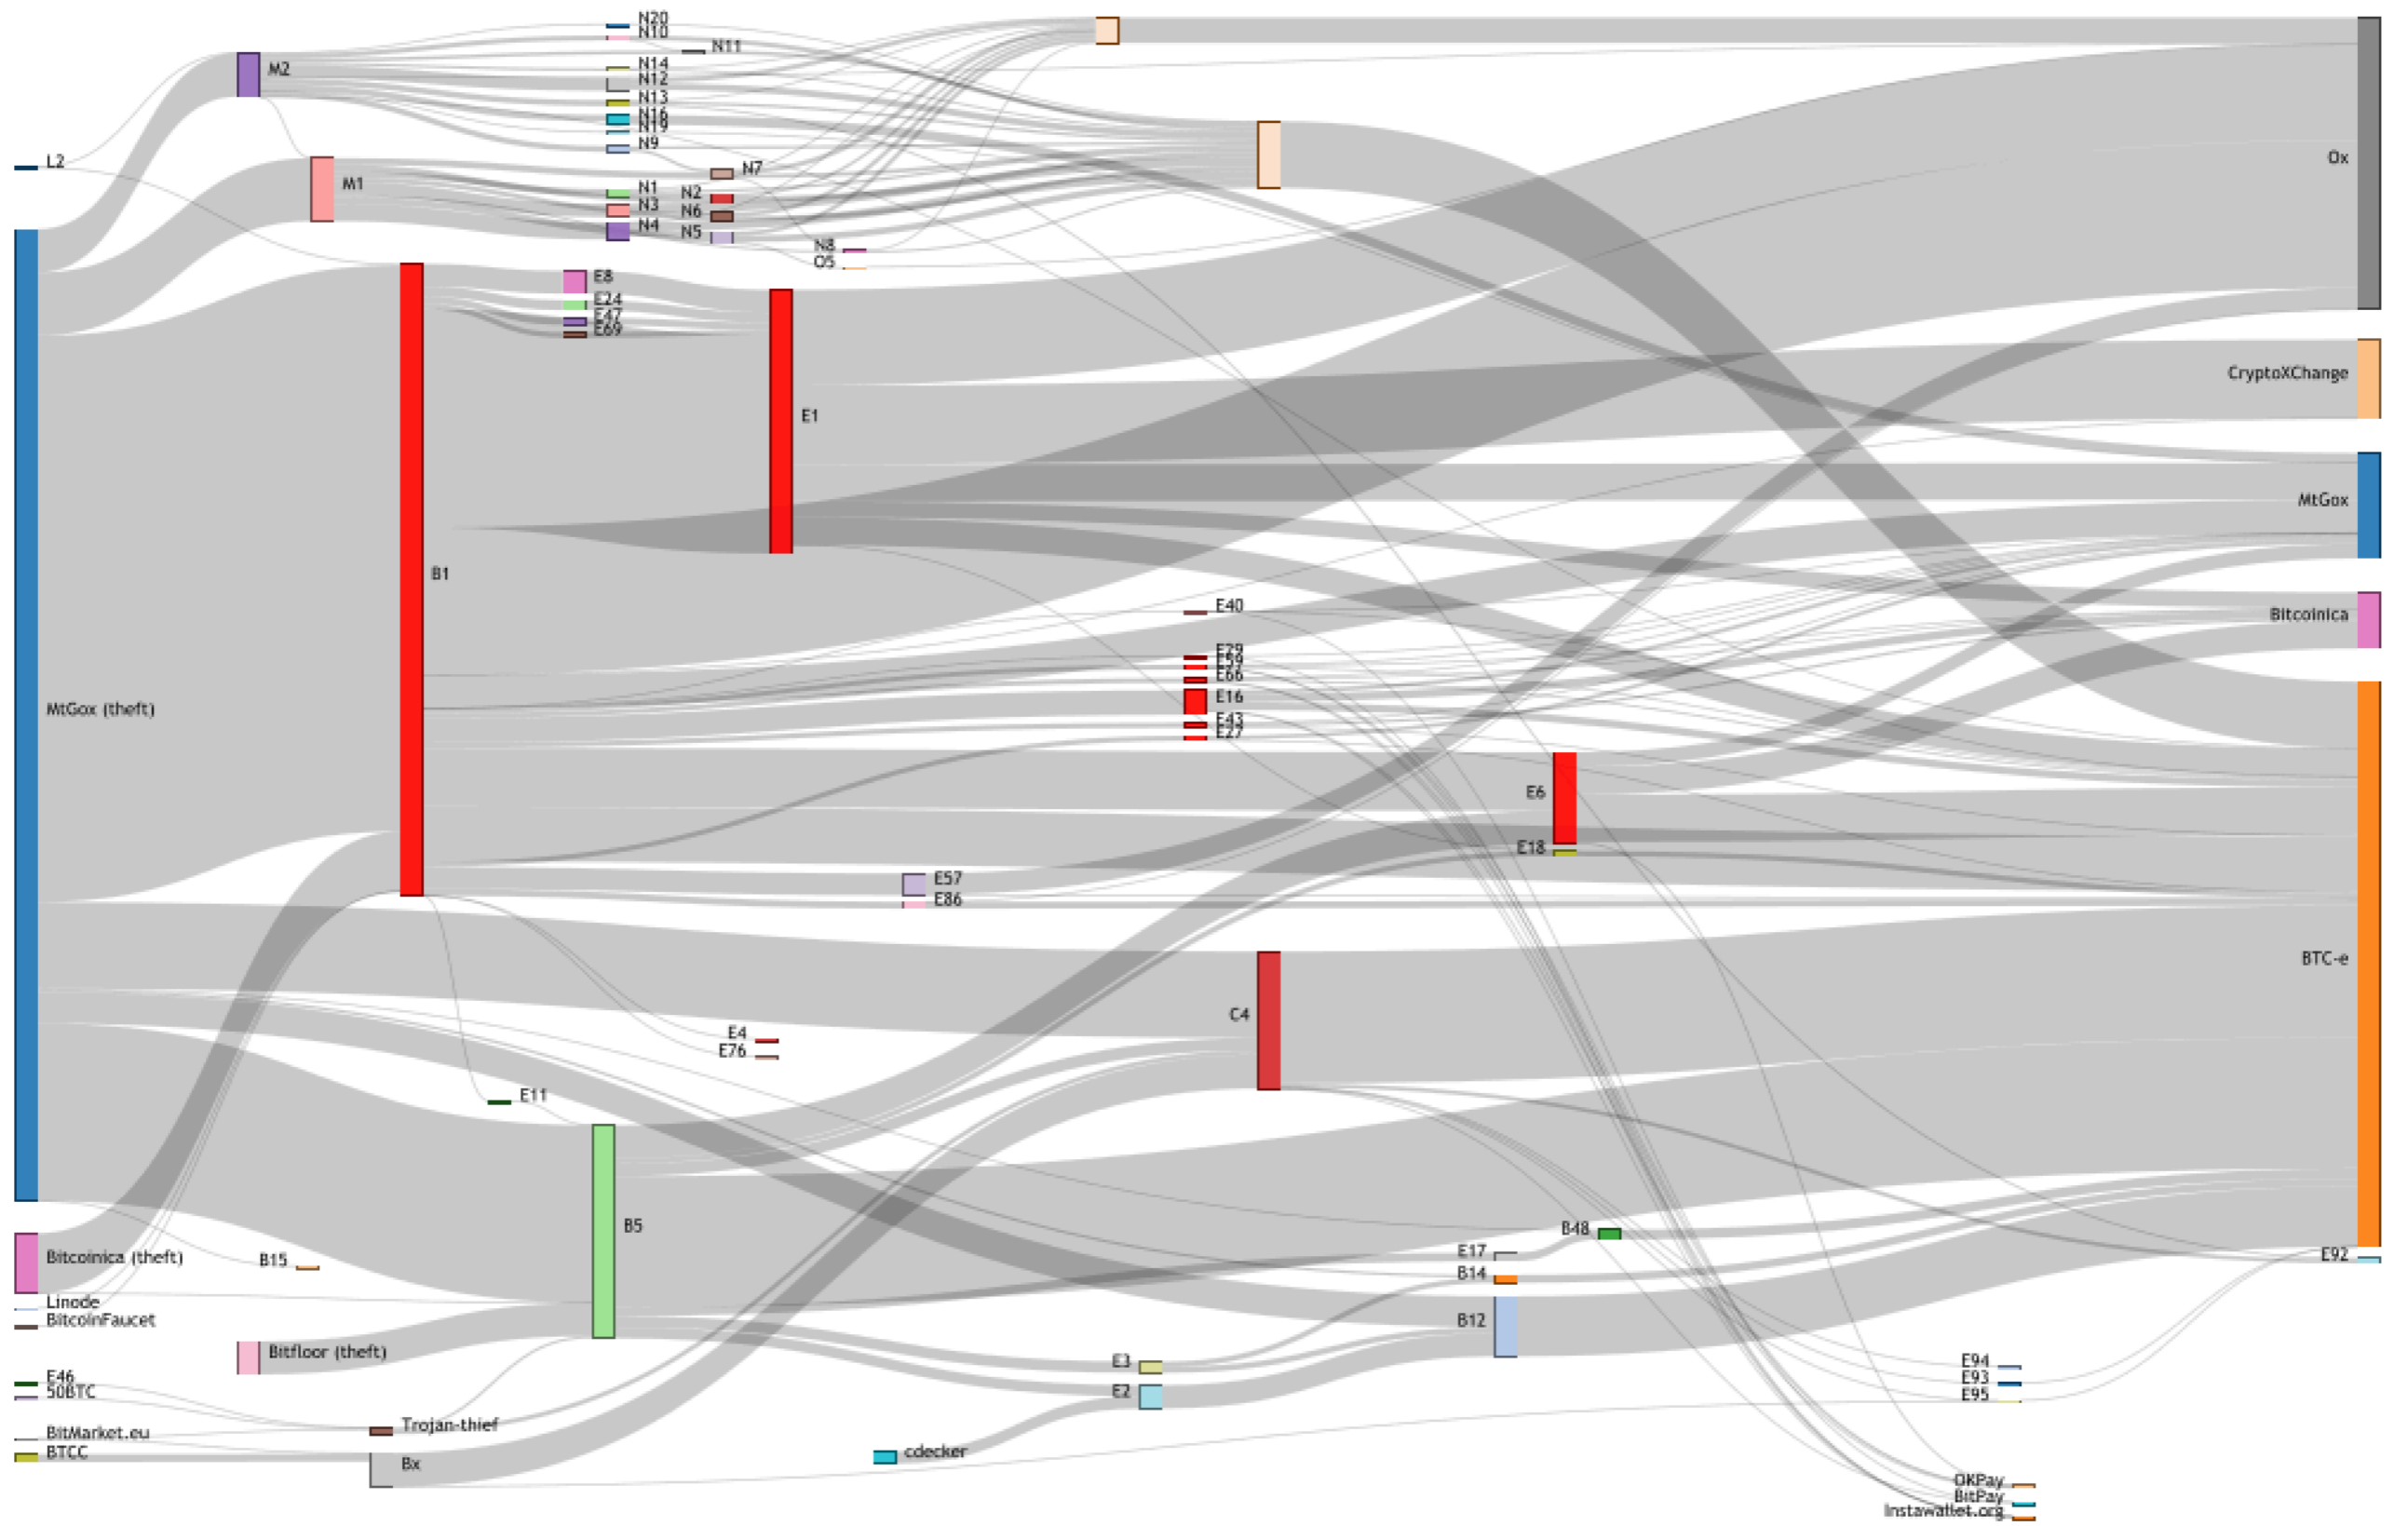 N20
N10
N11
M2
N14
N12
N13
N16
N19
N9
L2
N7
M1
N1
N2
N3
N6
N4
N5
N8
O5
Ox
E8
E24
E47
E69
CryptoXChange
E1
MtGox
B1
E40
Bitcoinica
E29
E59
E66
E16
E43
E27
MtGox (theft)
E6
E18
E57
E86
BTC-e
C4
E4
E76
E11
B5
B48
E17
E92
Bitcoinica (theft)
B15
B14
Linode
BitcoinFaucet
B12
Bitfloor (theft)
E3
E94
E46
E93
50BTC
E2
E95
Trojan-thief
BitMarket.eu
BTCC
cdecker
Bx
OKPay
BitPay
Instawallet.org